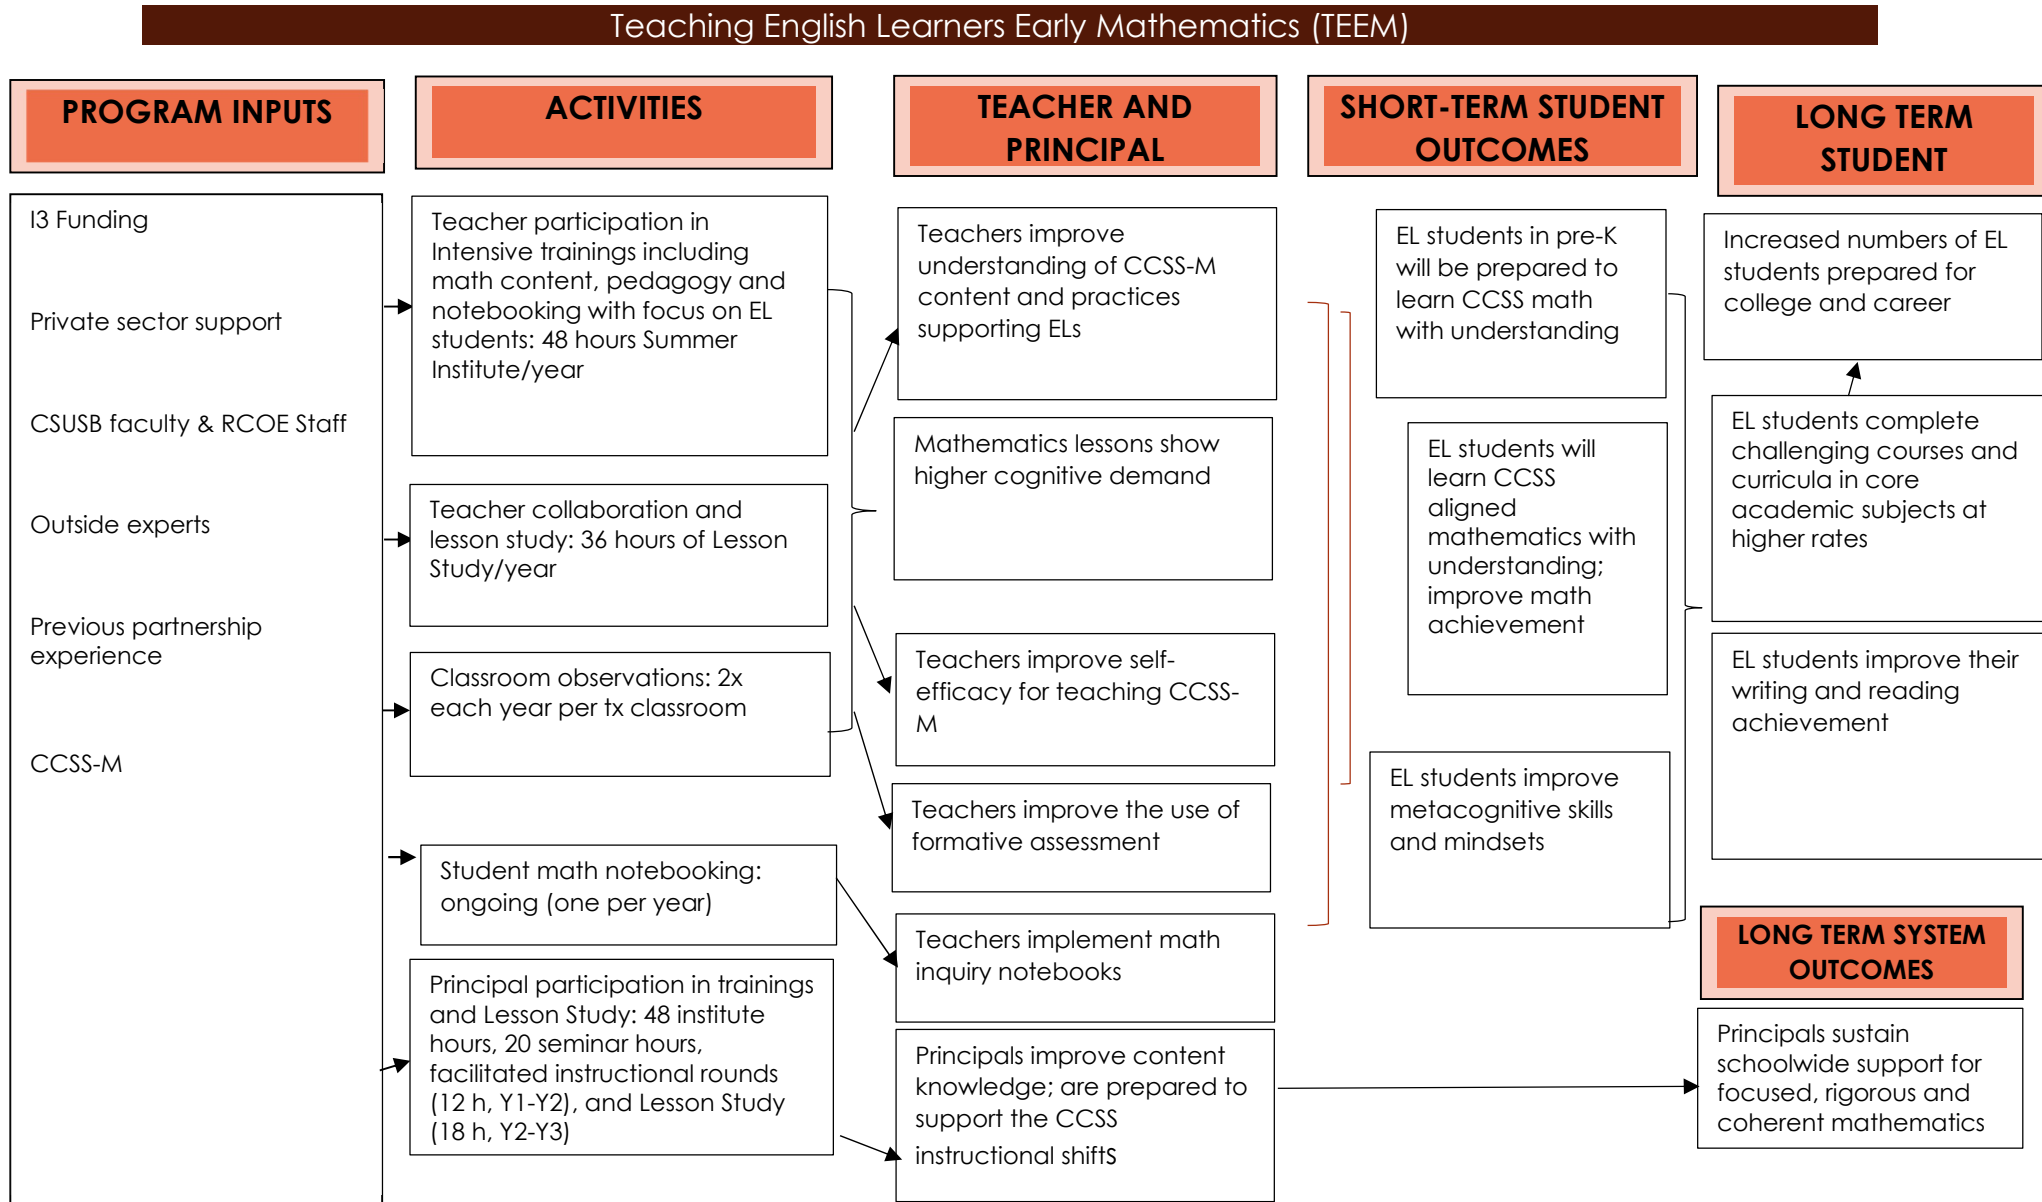 Teaching English Learners Early Mathematics (TEEM)
PROGRAM INPUTS
I3 Funding
Private sector support
CSUSB faculty & RCOE Staff
Outside experts
Previous partnership
experience
CCSS-M
ACTIVITIES
Teacher participation in
Intensive trainings including
math content, pedagogy and
notebooking with focus on EL
students: 48 hours Summer
Institute/year
Teacher collaboration and
lesson study: 36 hours of Lesson
Study/year
Classroom observations: 2x
each year per tx classroom
Student math notebooking:
ongoing (one per year)
Principal participation in trainings
and Lesson Study: 48 institute
hours, 20 seminar hours,
facilitated instructional rounds
(12 h, Y1-Y2), and Lesson Study
(18 h, Y2-Y3)
TEACHER AND
PRINCIPAL
Teachers improve
understanding of CCSS-M
content and practices
supporting ELs
Mathematics lessons show
higher cognitive demand
Teachers improve self-
efficacy for teaching CCSS-
M
Teachers improve the use of
formative assessment
Teachers implement math
inquiry notebooks
Principals improve content
knowledge; are prepared to
support the CCSS
instructional shifts
SHORT-TERM STUDENT
OUTCOMES
EL students in pre-K
will be prepared to
learn CCSS math
with understanding
EL students will
learn CCSS
aligned
mathematics with
understanding;
improve math
achievement
EL students improve
metacognitive skills
and mindsets
LONG TERM
STUDENT
Increased numbers of EL
students prepared for
college and career
EL students complete
challenging courses and
curricula in core
academic subjects at
higher rates
EL students improve their
writing and reading
achievement
LONG TERM SYSTEM
OUTCOMES
Principals sustain
schoolwide support for
focused, rigorous and
coherent mathematics